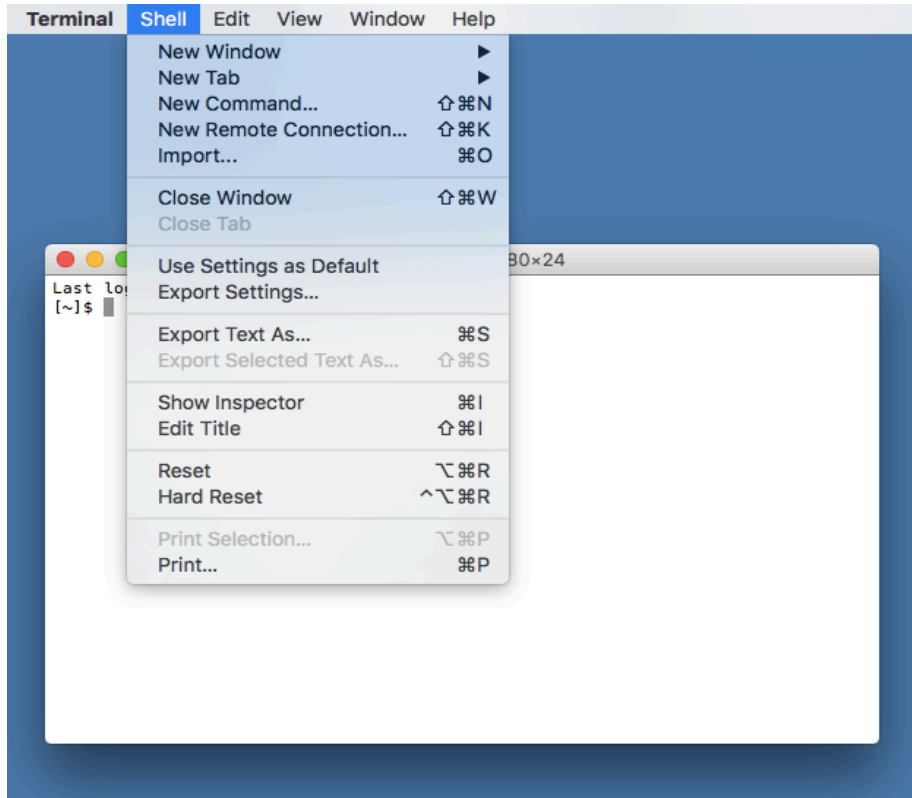 Terminal Shell Edit View Window Help
New Window ▶
New Tab ▶
New Command... ⇧⌘N
New Remote Connection... ⇧⌘K
Import... ⌘O
Close Window ⇧⌘W
Close Tab
80×24
Use Settings as Default
Last
Export Settings...
[~]$
Export Text As... ⌘S
Export Selected Text As... ⇧⌘S
Show Inspector ⌘I
Edit Title ⇧⌘I
Reset ⌥⌘R
Hard Reset ^⌥⌘R
Print Selection... ⌥⌘P
Print... ⌘P